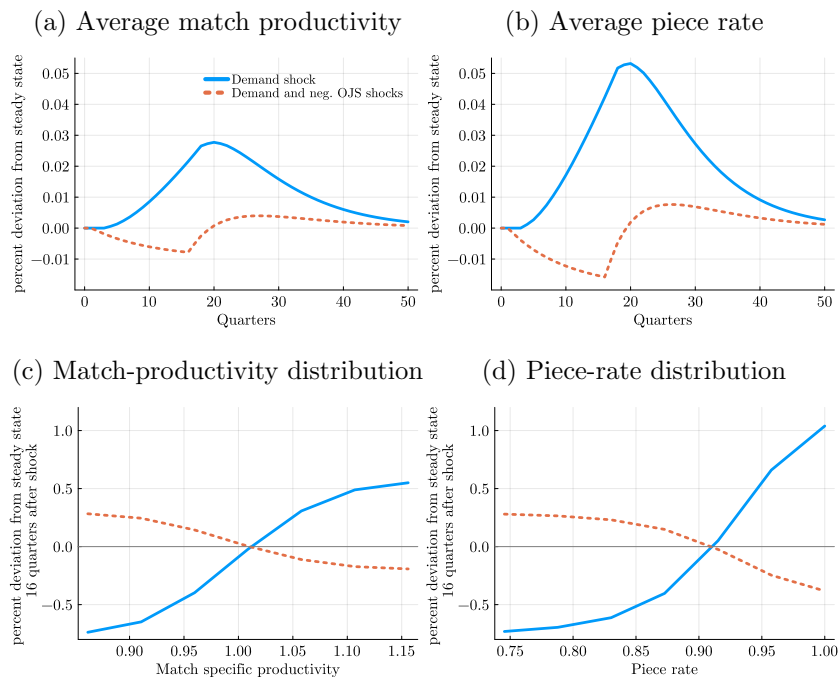 (a) Average match productivity
(b) Average piece rate
percent deviation from steady state
0.05
0.04
0.03
0.02
0.01
0.00
−0.01
Demand shock
Demand and neg. OJS shocks
0
10
20
30
40
50
Quarters
percent deviation from steady state
0.05
0.04
0.03
0.02
0.01
0.00
−0.01
0
10
20
30
40
50
Quarters
(c) Match-productivity distribution
(d) Piece-rate distribution
percent deviation from steady state
16 quarters after shock
1.0
0.5
0.0
−0.5
0.90
0.95
1.00
1.05
1.10
1.15
Match specific productivity
percent deviation from steady state
16 quarters after shock
1.0
0.5
0.0
−0.5
0.75
0.80
0.85
0.90
0.95
1.00
Piece rate